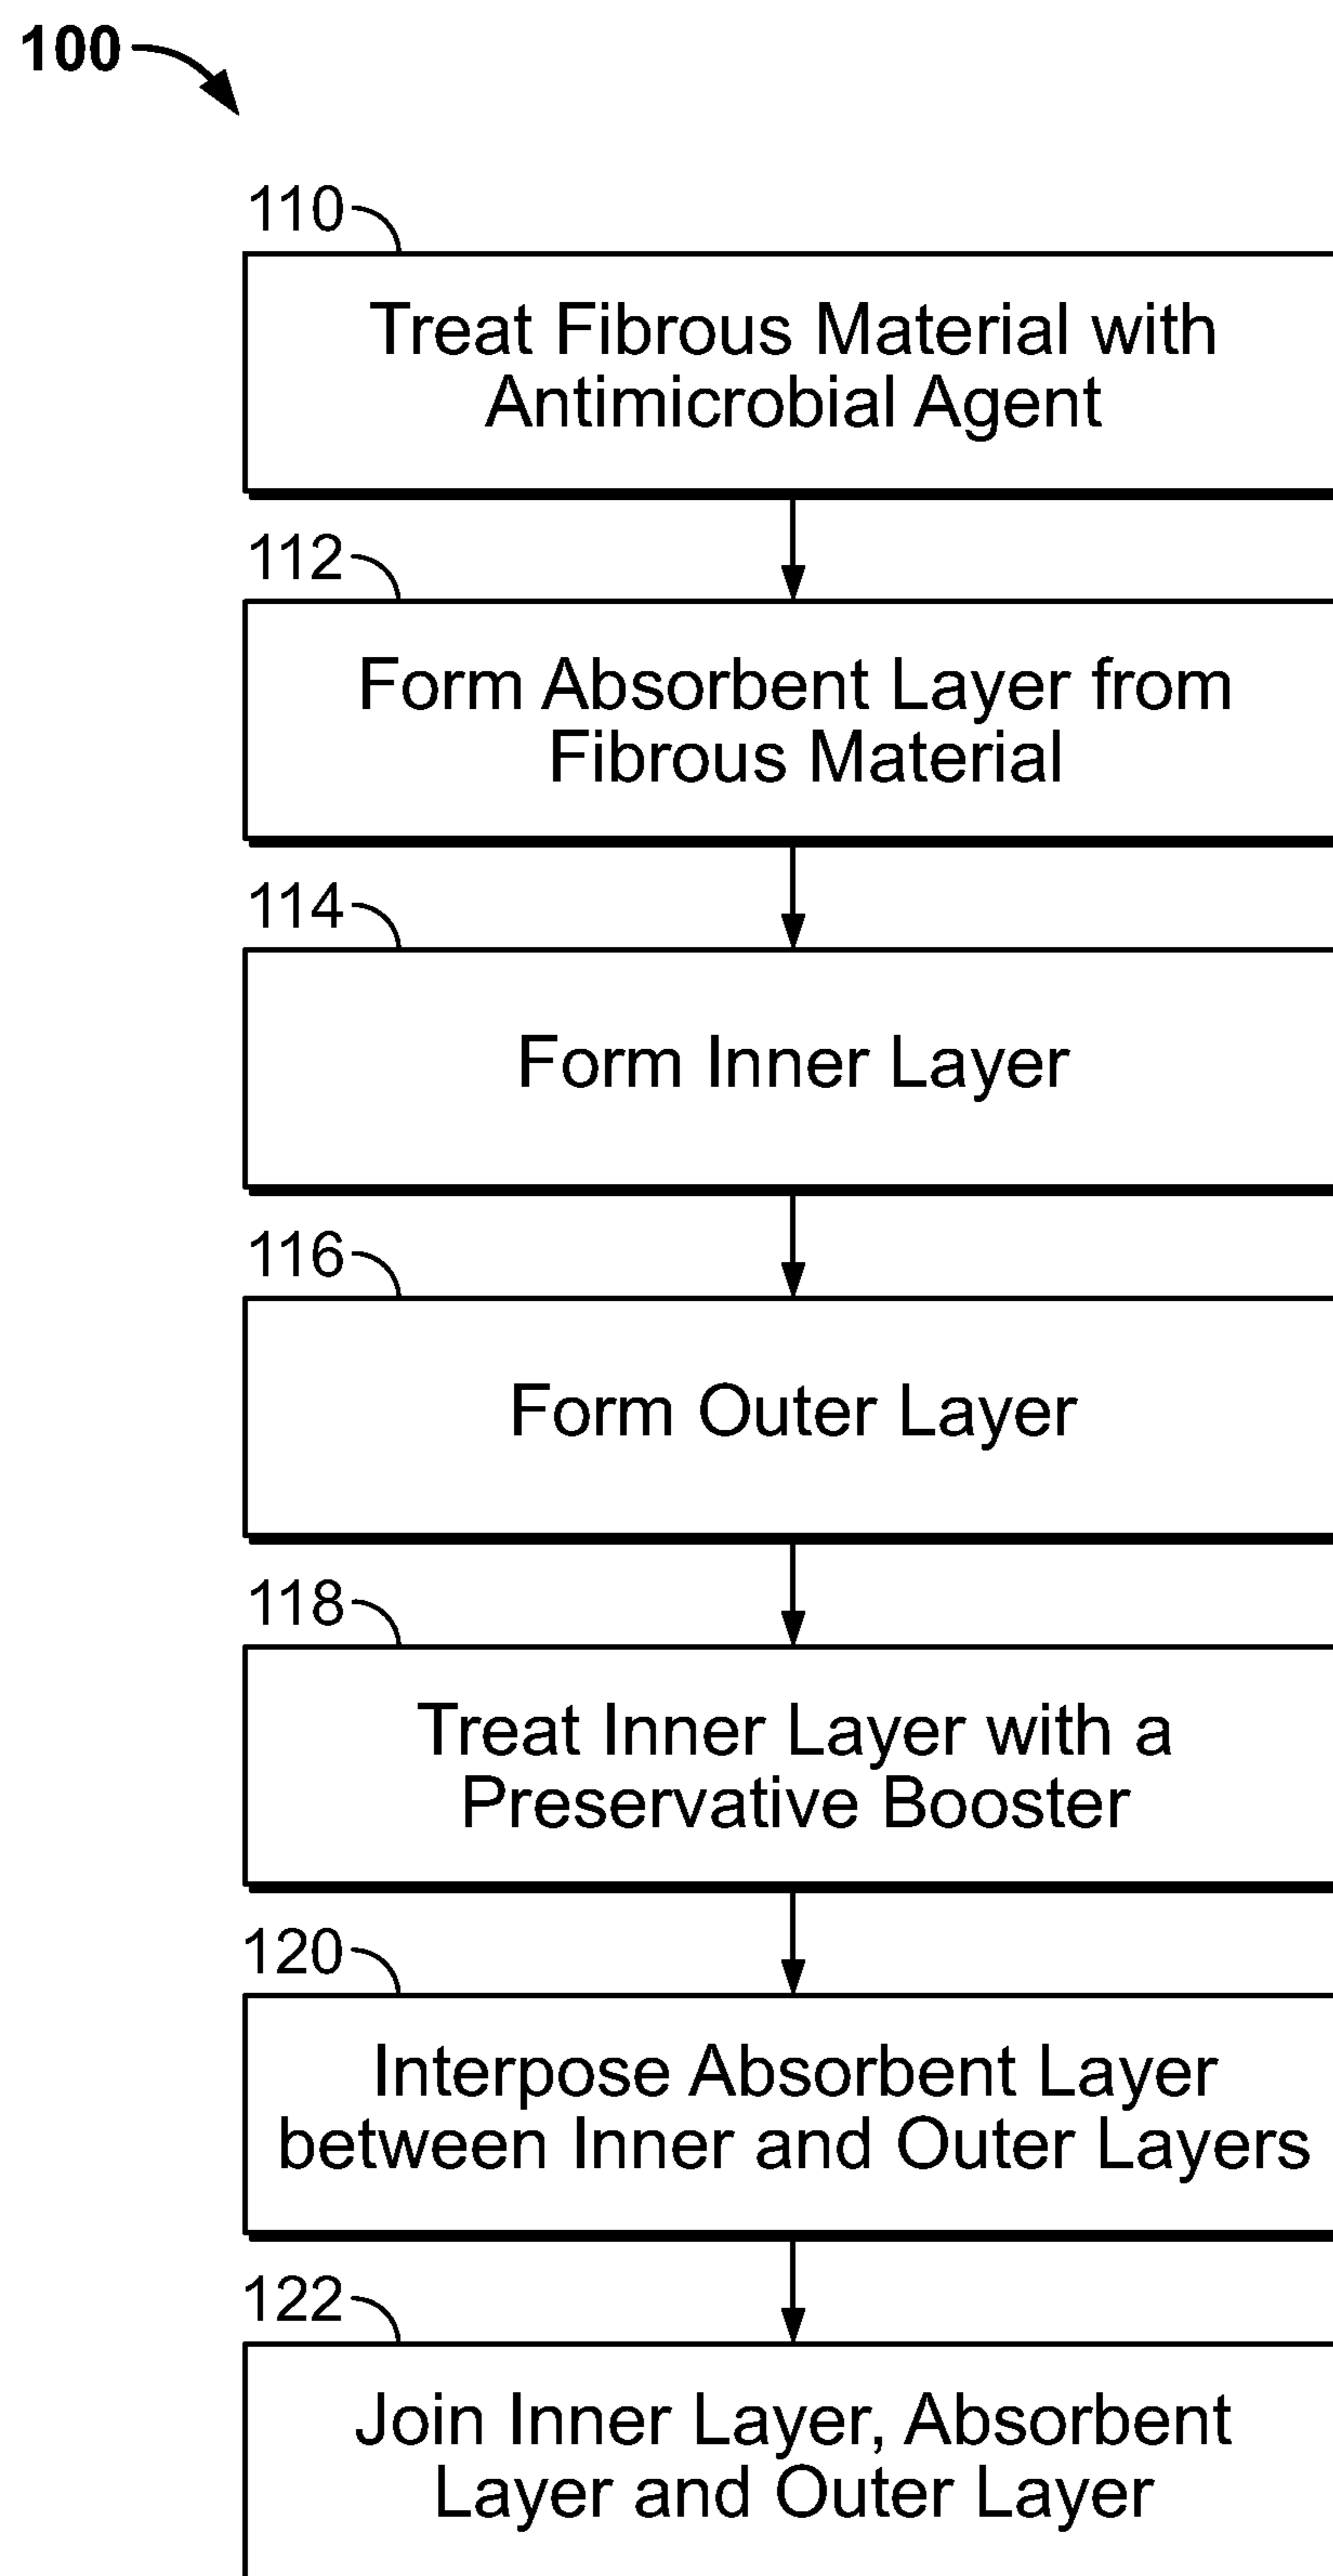 100
110
Treat Fibrous Material with
Antimicrobial Agent
112
Form Absorbent Layer from
Fibrous Material
114
Form Inner Layer
116
Form Outer Layer
118
Treat Inner Layer with a
Preservative Booster
120
Interpose Absorbent Layer
between Inner and Outer Layers
122
Join Inner Layer, Absorbent
Layer and Outer Layer